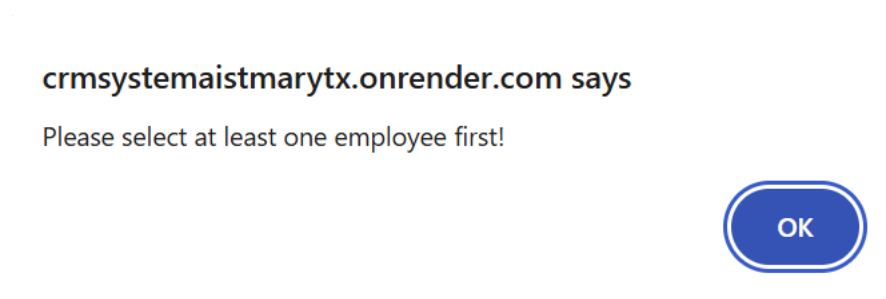 crmsystemaistmarytx.onrender.com says
Please select at least one employee first!
OK